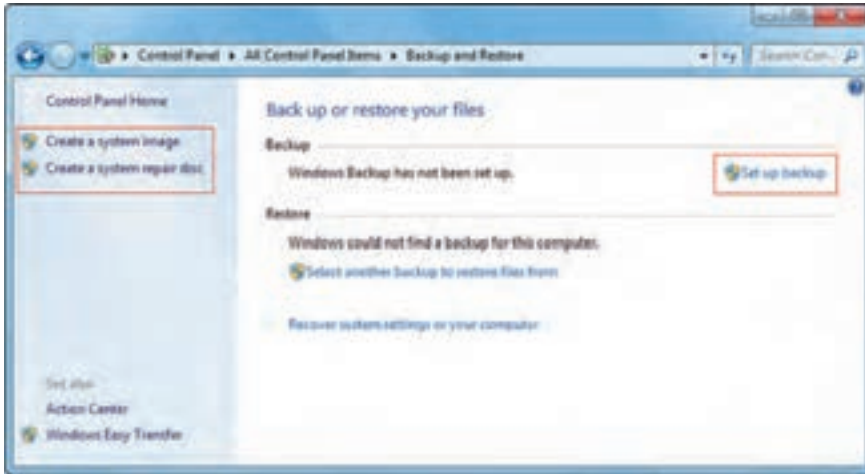 Control Panel ▸ All Control Panel Items ▸ Backup and Restore
Search Con...
Control Panel Home
Create a system image
Create a system repair disc
Back up or restore your files
Backup
Windows Backup has not been set up.
Set up backup
Restore
Windows could not find a backup for this computer.
Select another backup to restore files from
Recover system settings or your computer
See also
Action Center
Windows Easy Transfer